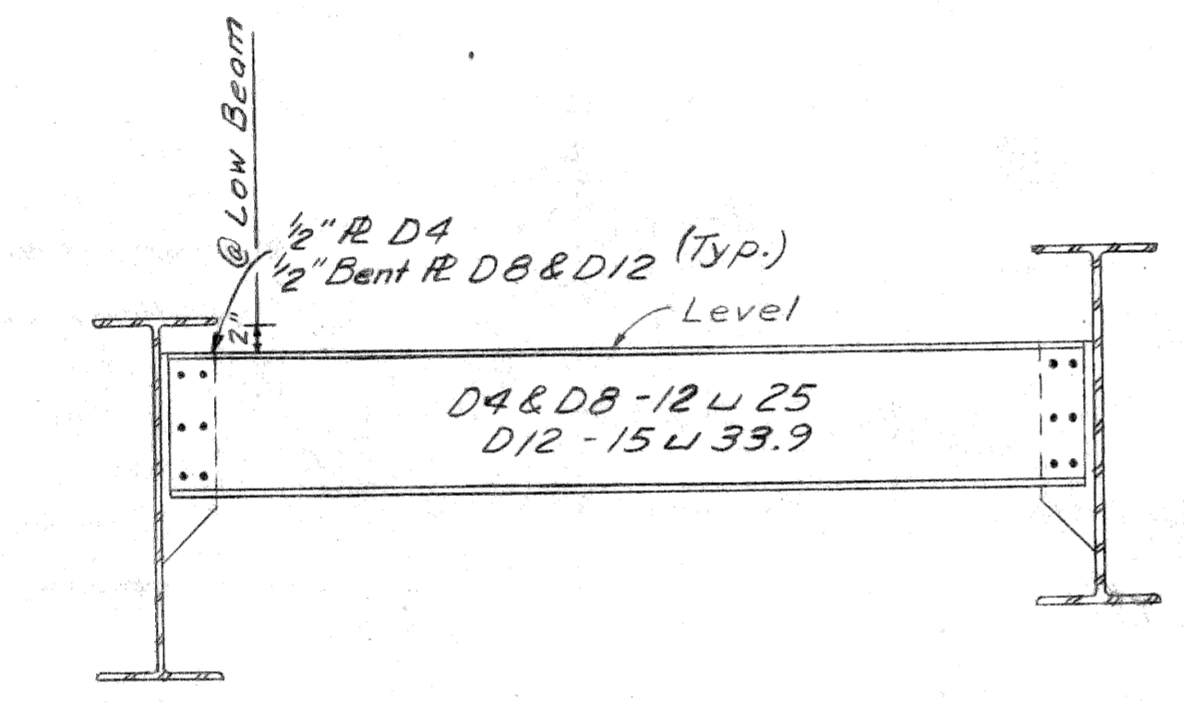 @ Low Beam
2"
½" ℄ D4
½" Bent ℄ D8 & D12 (Typ.)
Level
D4 & D8 - 12 ⊔ 25
D12 - 15 ⊔ 33.9